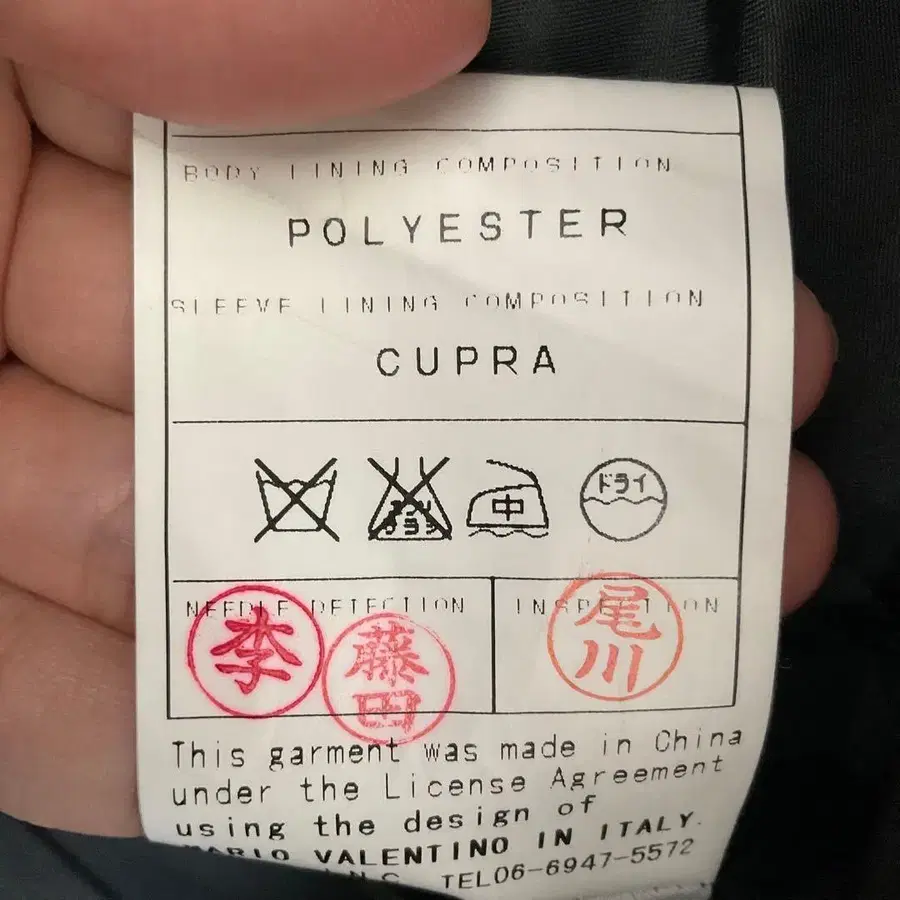 BODY LINING COMPOSITION
POLYESTER
SLEEVE LINING COMPOSITION
CUPRA
中
ドライ
NEEDLE DETECTION
INSPECTION
李
藤田
尾川
This garment was made in China
under the License Agreement
using the design of
MARIO VALENTINO IN ITALY.
TEL06-6947-5572